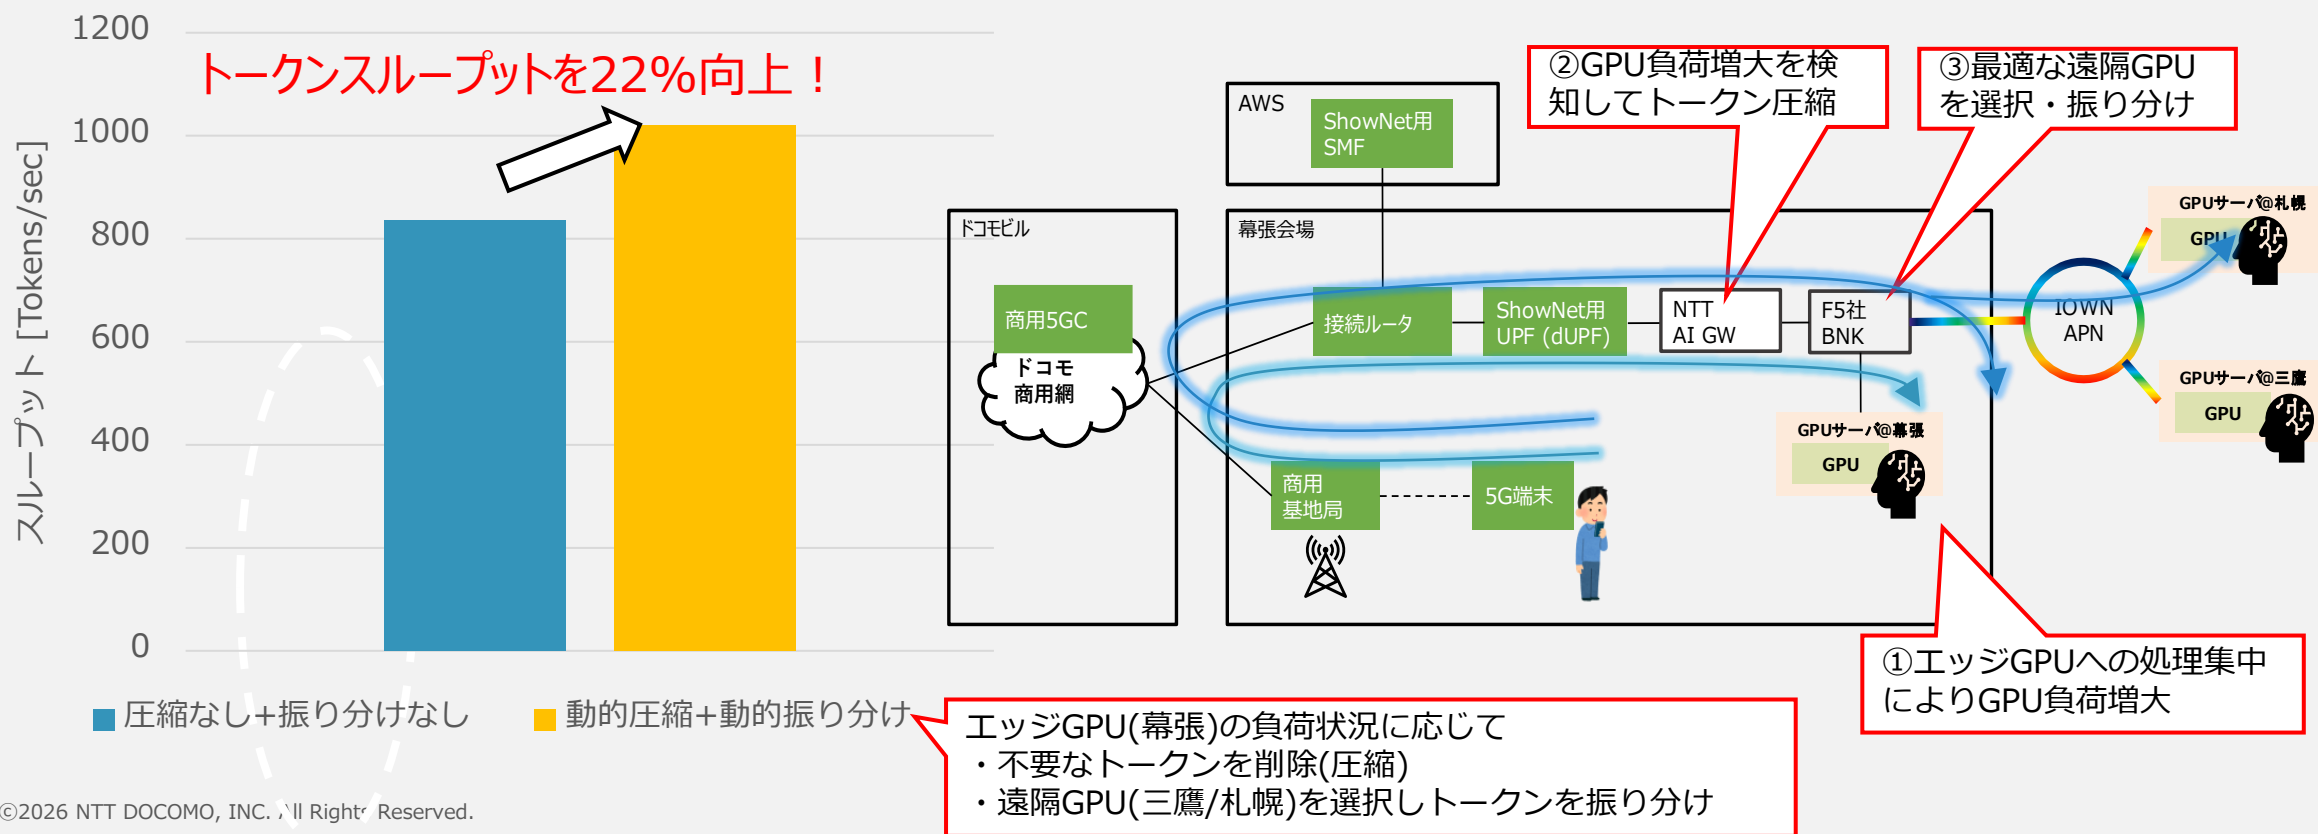 1200
1000
800
600
400
200
0
スループット [Tokens/sec]
トークンスループットを22%向上！
圧縮なし+振り分けなし
動的圧縮+動的振り分け
AWS
ShowNet用
SMF
②GPU負荷増大を検
知してトークン圧縮
③最適な遠隔GPU
を選択・振り分け
ドコモビル
商用5GC
ドコモ
商用網
幕張会場
接続ルータ
ShowNet用
UPF (dUPF)
NTT
AI GW
F5社
BNK
IOWN
APN
GPUサーバ@札幌
GPU
GPUサーバ@三鷹
GPU
GPUサーバ@幕張
GPU
商用
基地局
5G端末
①エッジGPUへの処理集中
によりGPU負荷増大
エッジGPU(幕張)の負荷状況に応じて
・不要なトークンを削除(圧縮)
・遠隔GPU(三鷹/札幌)を選択しトークンを振り分け
©2026 NTT DOCOMO, INC. All Rights Reserved.